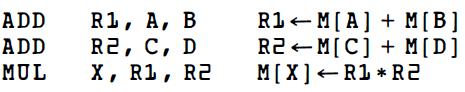 ADD R1, A, B R1←M[A] + M[B]
ADD R2, C, D R2←M[C] + M[D]
MUL X, R1, R2 M[X]←R1*R2